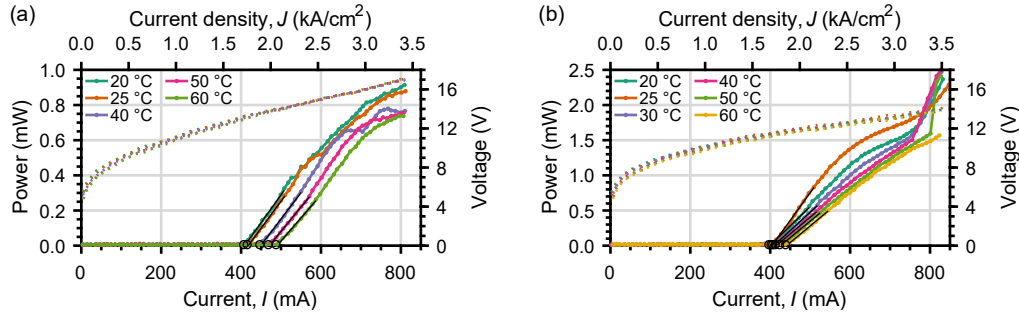 (a)
Current density, J (kA/cm²)
0.0 0.5 1.0 1.5 2.0 2.5 3.0 3.5
1.0
0.8
0.6
0.4
0.2
0.0
Power (mW)
20 °C
25 °C
40 °C
50 °C
60 °C
16
12
8
4
0
Voltage (V)
0 200 400 600 800
Current, I (mA)
(b)
Current density, J (kA/cm²)
0.0 0.5 1.0 1.5 2.0 2.5 3.0 3.5
2.5
2.0
1.5
1.0
0.5
0.0
Power (mW)
20 °C
25 °C
30 °C
40 °C
50 °C
60 °C
16
12
8
4
0
Voltage (V)
0 200 400 600 800
Current, I (mA)